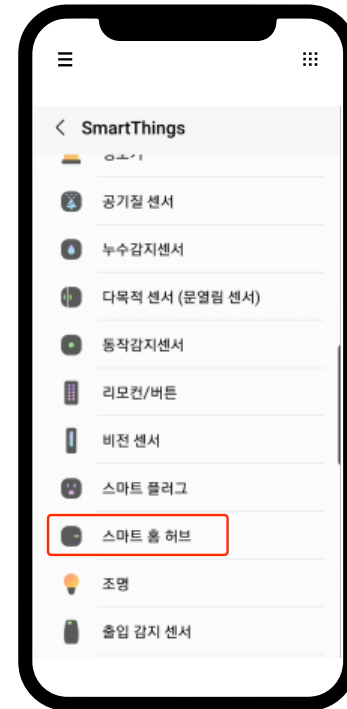 SmartThings
공기질 센서
누수감지센서
다목적 센서 (문열림 센서)
동작감지센서
리모컨/버튼
비전 센서
스마트 플러그
스마트 홈 허브
조명
출입 감지 센서